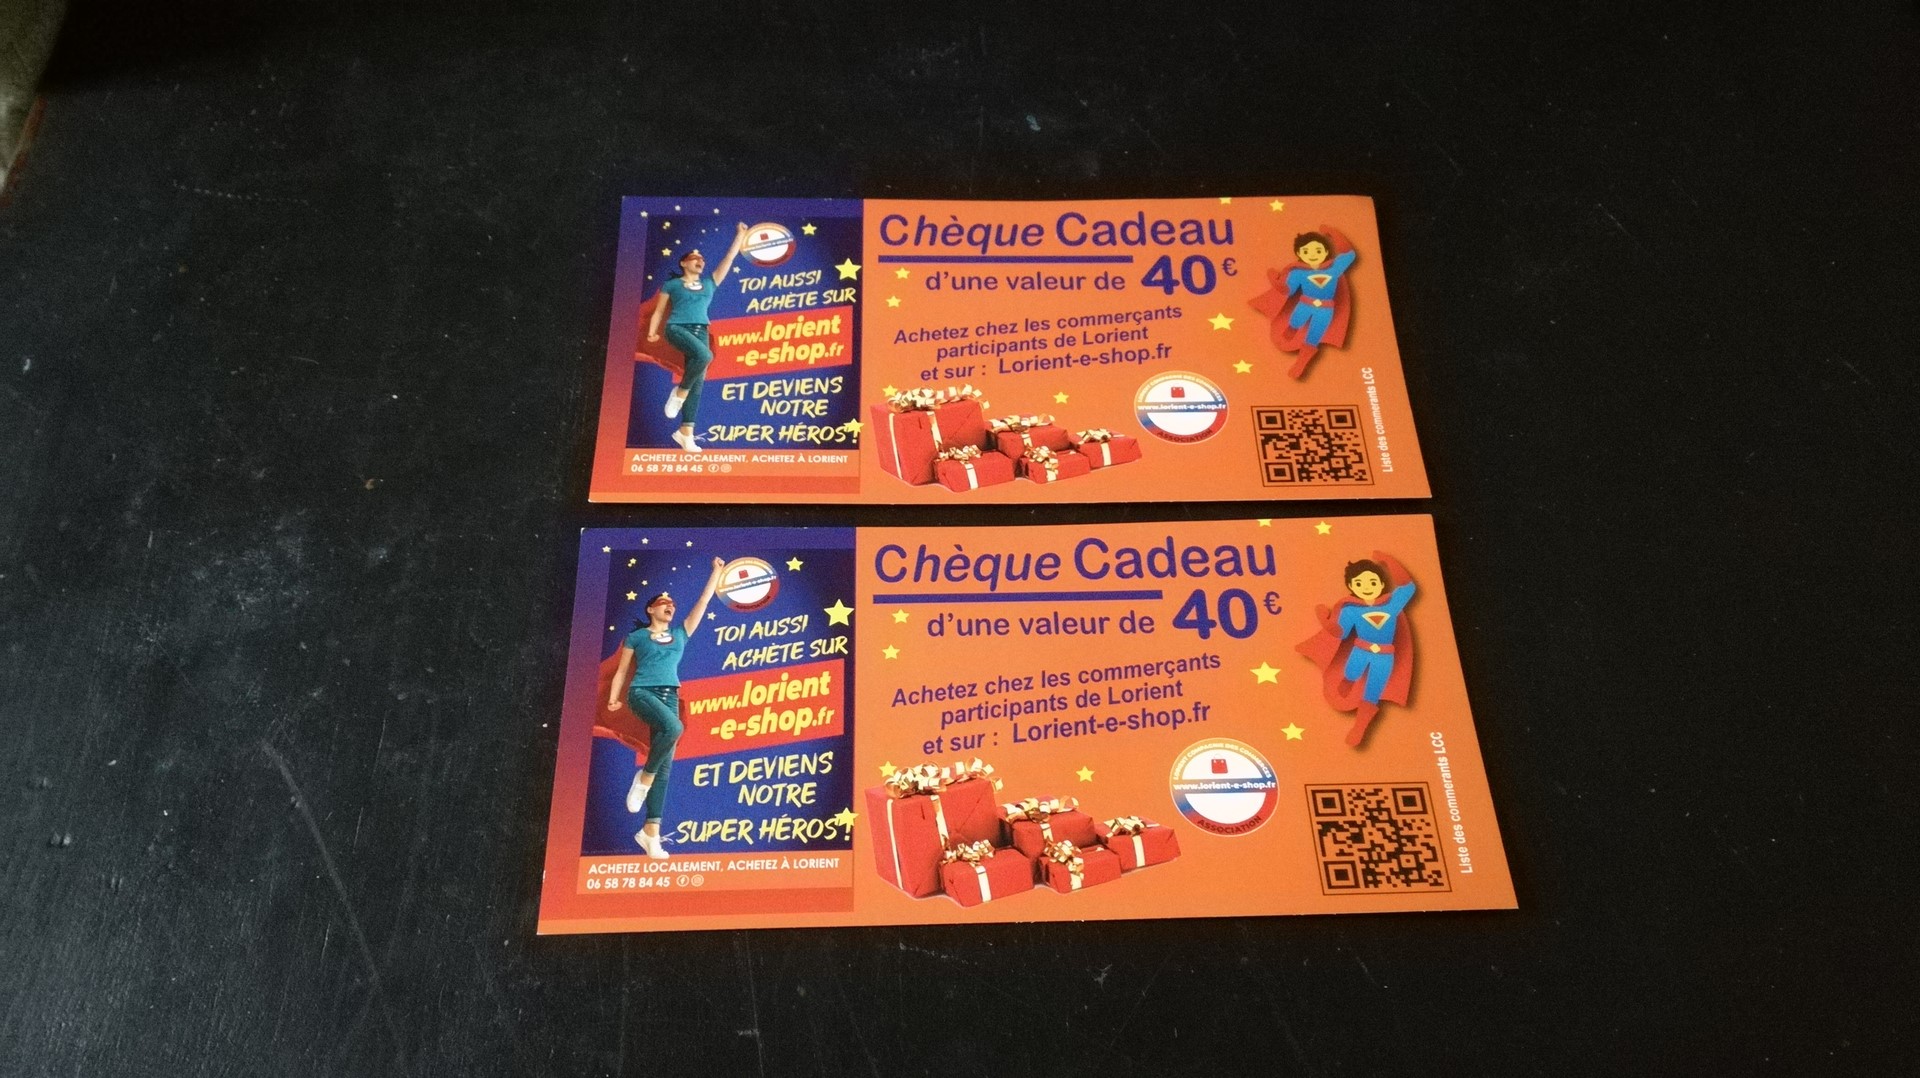 TOI AUSSI
ACHÈTE SUR
www.lorient
-e-shop.fr
ET DEVIENS
NOTRE
SUPER HÉROS !
ACHETEZ LOCALEMENT, ACHETEZ À LORIENT
06 58 78 84 45
Chèque Cadeau
d'une valeur de 40 €
Achetez chez les commerçants
participants de Lorient
et sur : Lorient-e-shop.fr
www.lorient-e-shop.fr
ASSOCIATION
Liste des commerants LCC
TOI AUSSI
ACHÈTE SUR
www.lorient
-e-shop.fr
ET DEVIENS
NOTRE
SUPER HÉROS !
ACHETEZ LOCALEMENT, ACHETEZ À LORIENT
06 58 78 84 45
Chèque Cadeau
d'une valeur de 40 €
Achetez chez les commerçants
participants de Lorient
et sur : Lorient-e-shop.fr
LORIENT COMPAGNIE DES COMMERCES
www.lorient-e-shop.fr
ASSOCIATION
Liste des commerants LCC